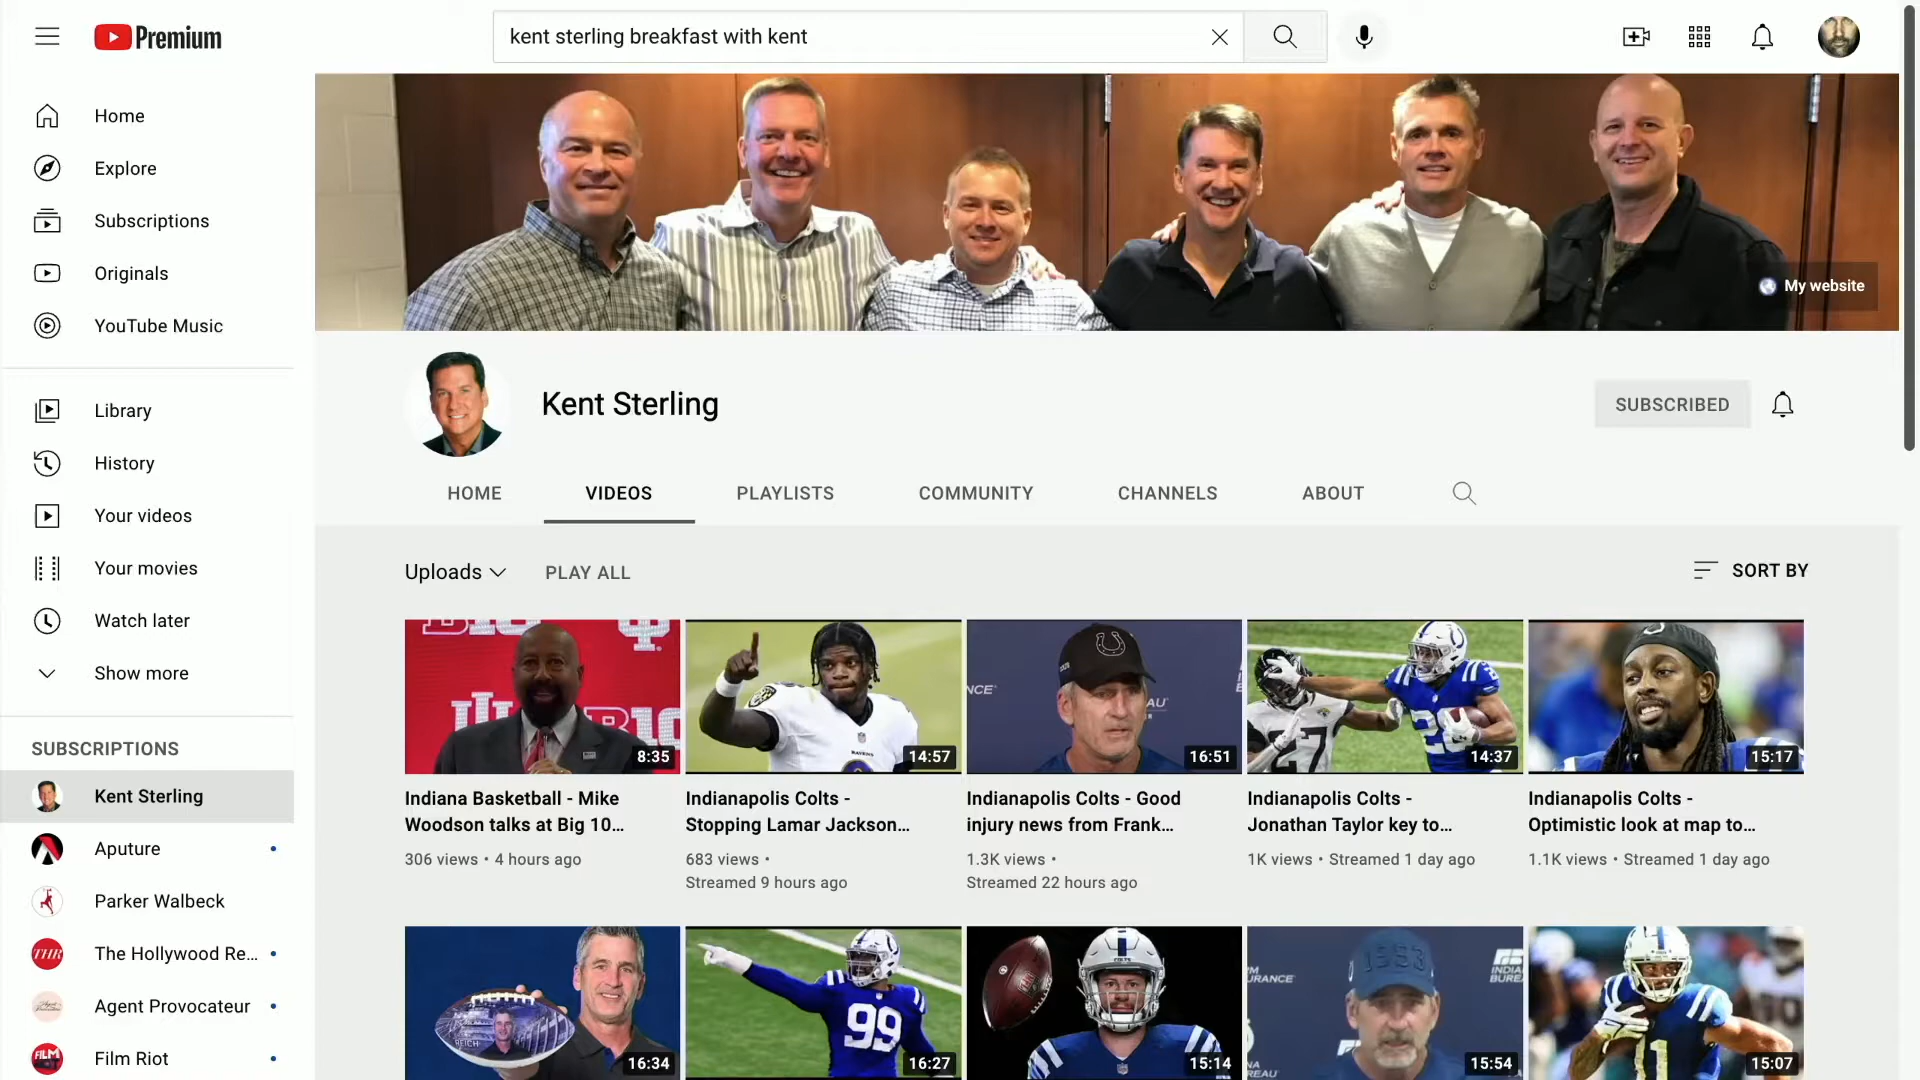 Premium
kent sterling breakfast with kent
Home
Explore
Subscriptions
Originals
YouTube Music
Library
History
Your videos
Your movies
Watch later
Show more
SUBSCRIPTIONS
Kent Sterling
Aputure
Parker Walbeck
THR
The Hollywood Re...
Agent Provocateur
FILM
Film Riot
My website
Kent Sterling
SUBSCRIBED
HOME
VIDEOS
PLAYLISTS
COMMUNITY
CHANNELS
ABOUT
Uploads
PLAY ALL
SORT BY
8:35
14:57
16:51
14:37
15:17
Indiana Basketball - Mike
Woodson talks at Big 10...
306 views • 4 hours ago
Indianapolis Colts -
Stopping Lamar Jackson...
683 views •
Streamed 9 hours ago
Indianapolis Colts - Good
injury news from Frank...
1.3K views •
Streamed 22 hours ago
Indianapolis Colts -
Jonathan Taylor key to...
1K views • Streamed 1 day ago
Indianapolis Colts -
Optimistic look at map to...
1.1K views • Streamed 1 day ago
REICH
99
COLTS
16:34
16:27
15:14
15:54
15:07